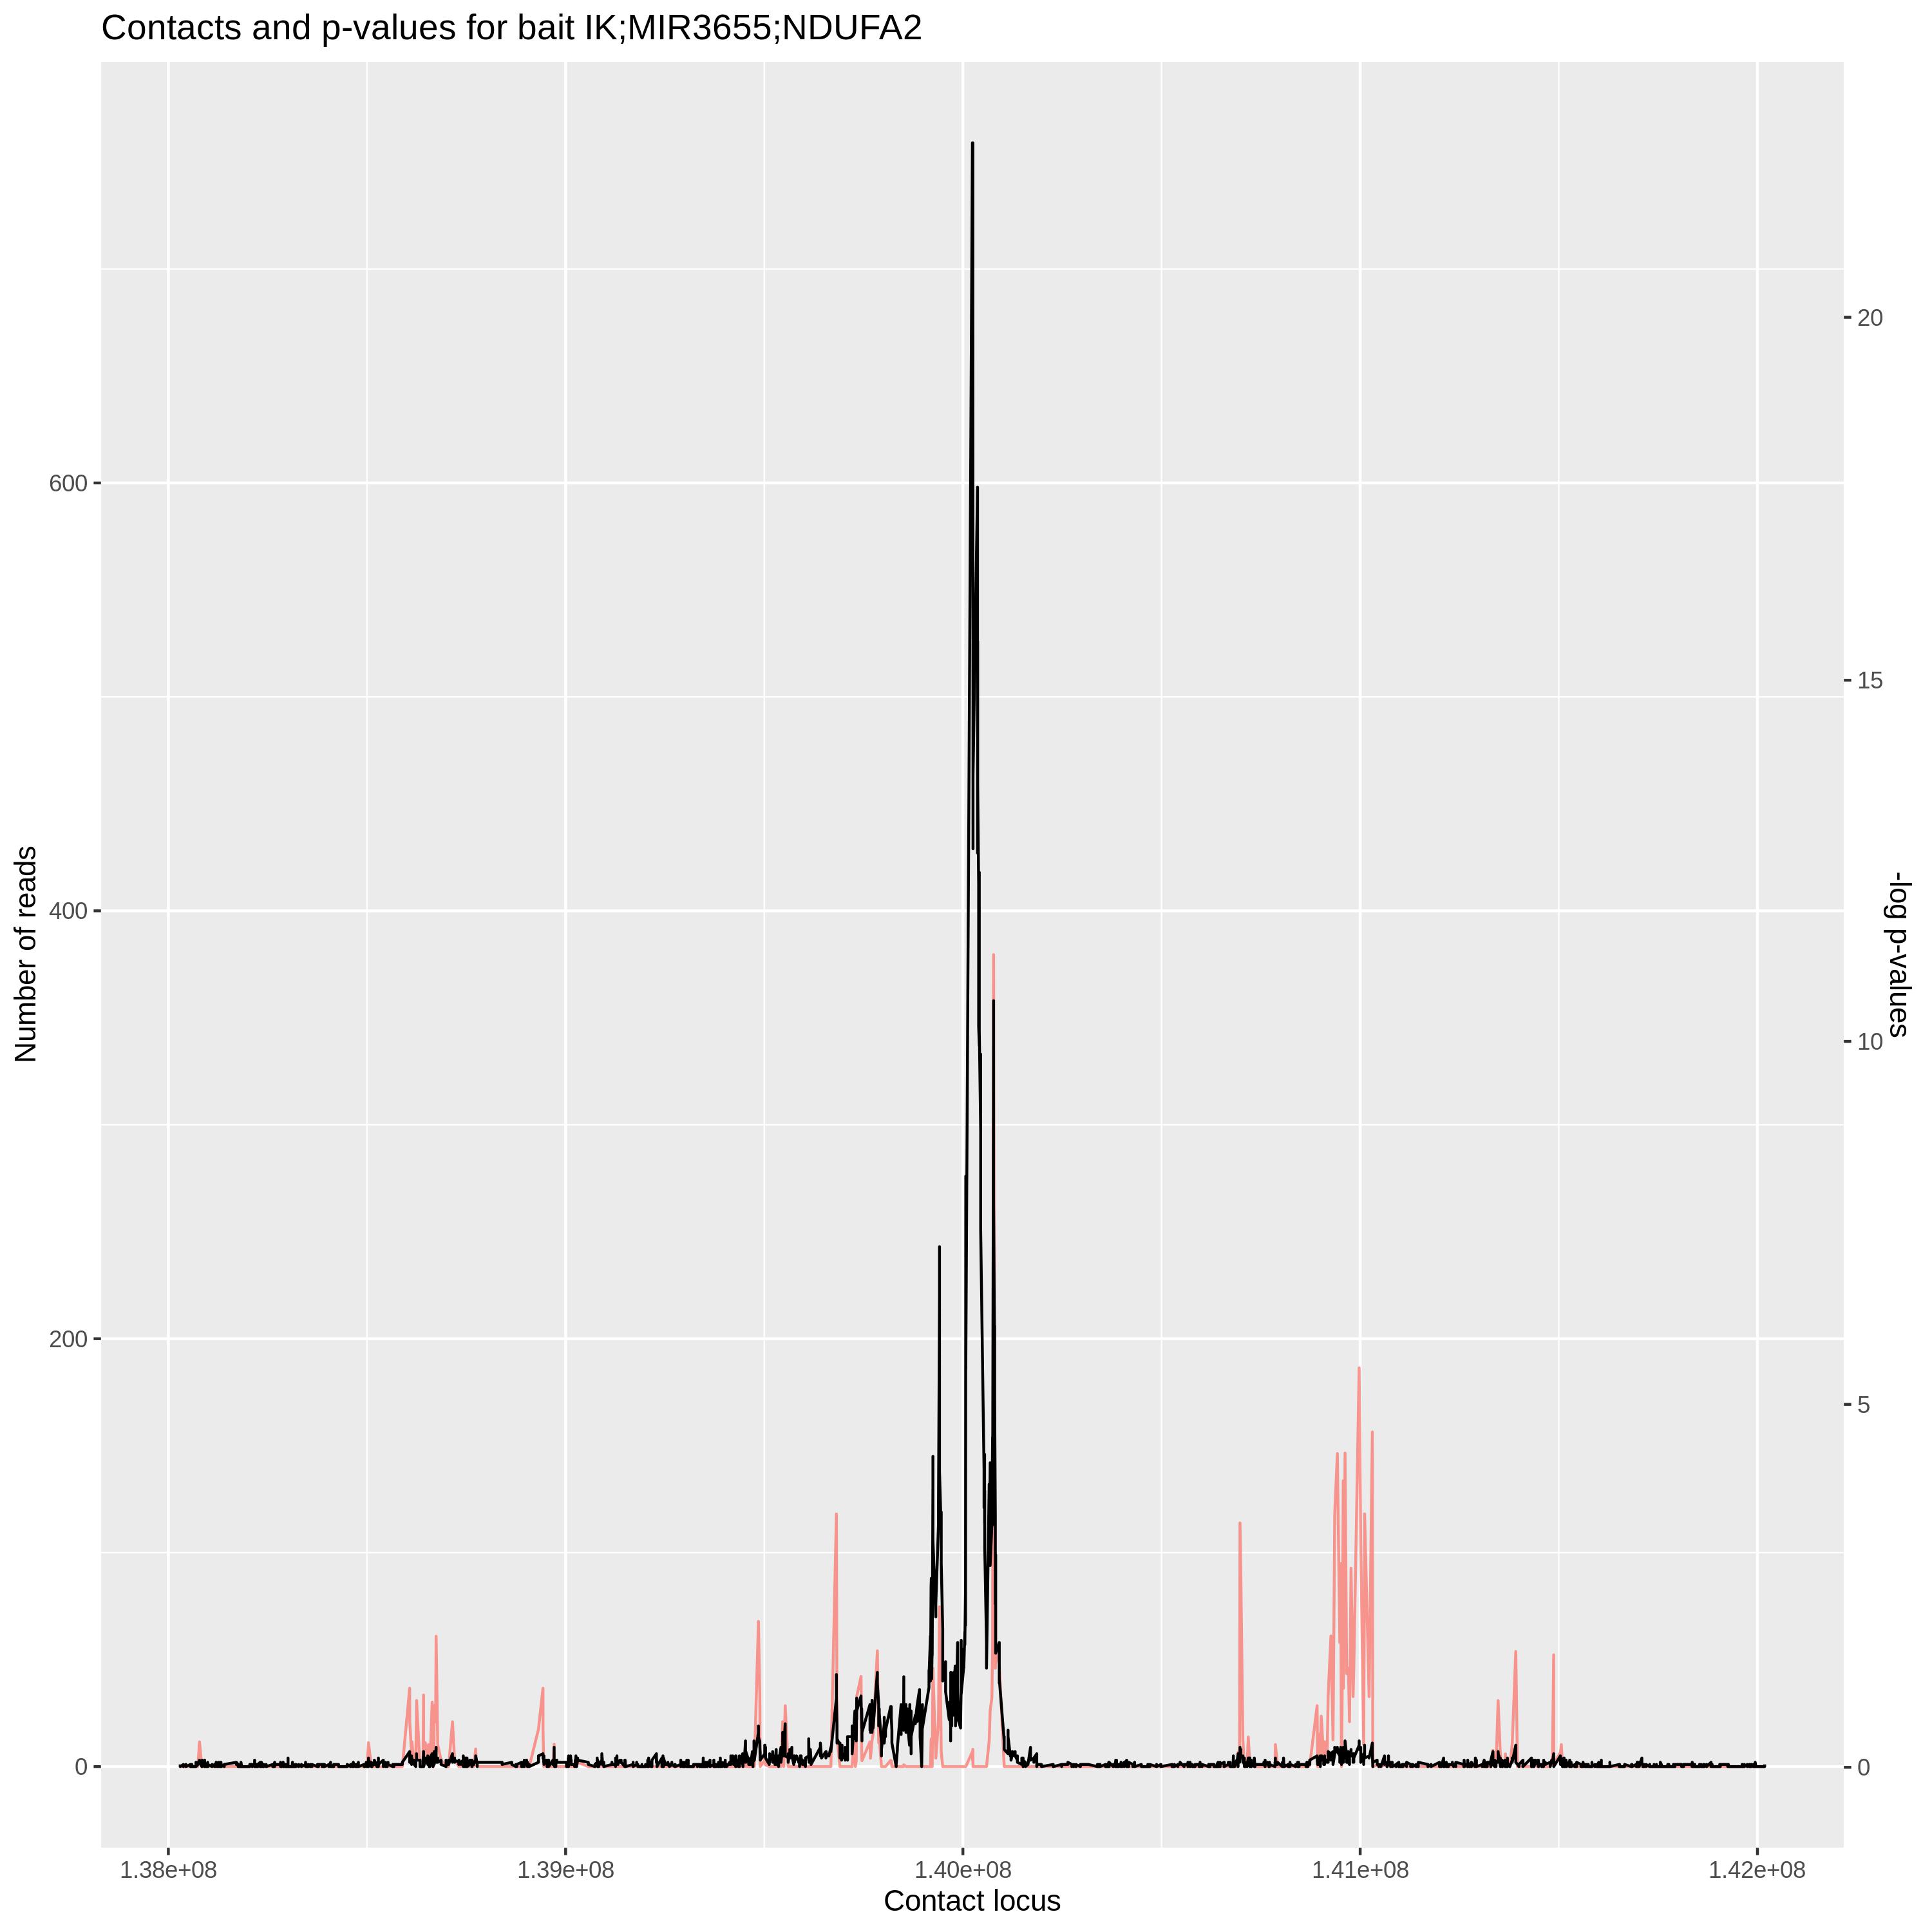 Contacts and p-values for bait IK;MIR3655;NDUFA2
Number of reads
600
400
200
0
20
15
10
5
0
-log p-values
1.38e+08 1.39e+08 1.40e+08 1.41e+08 1.42e+08
Contact locus